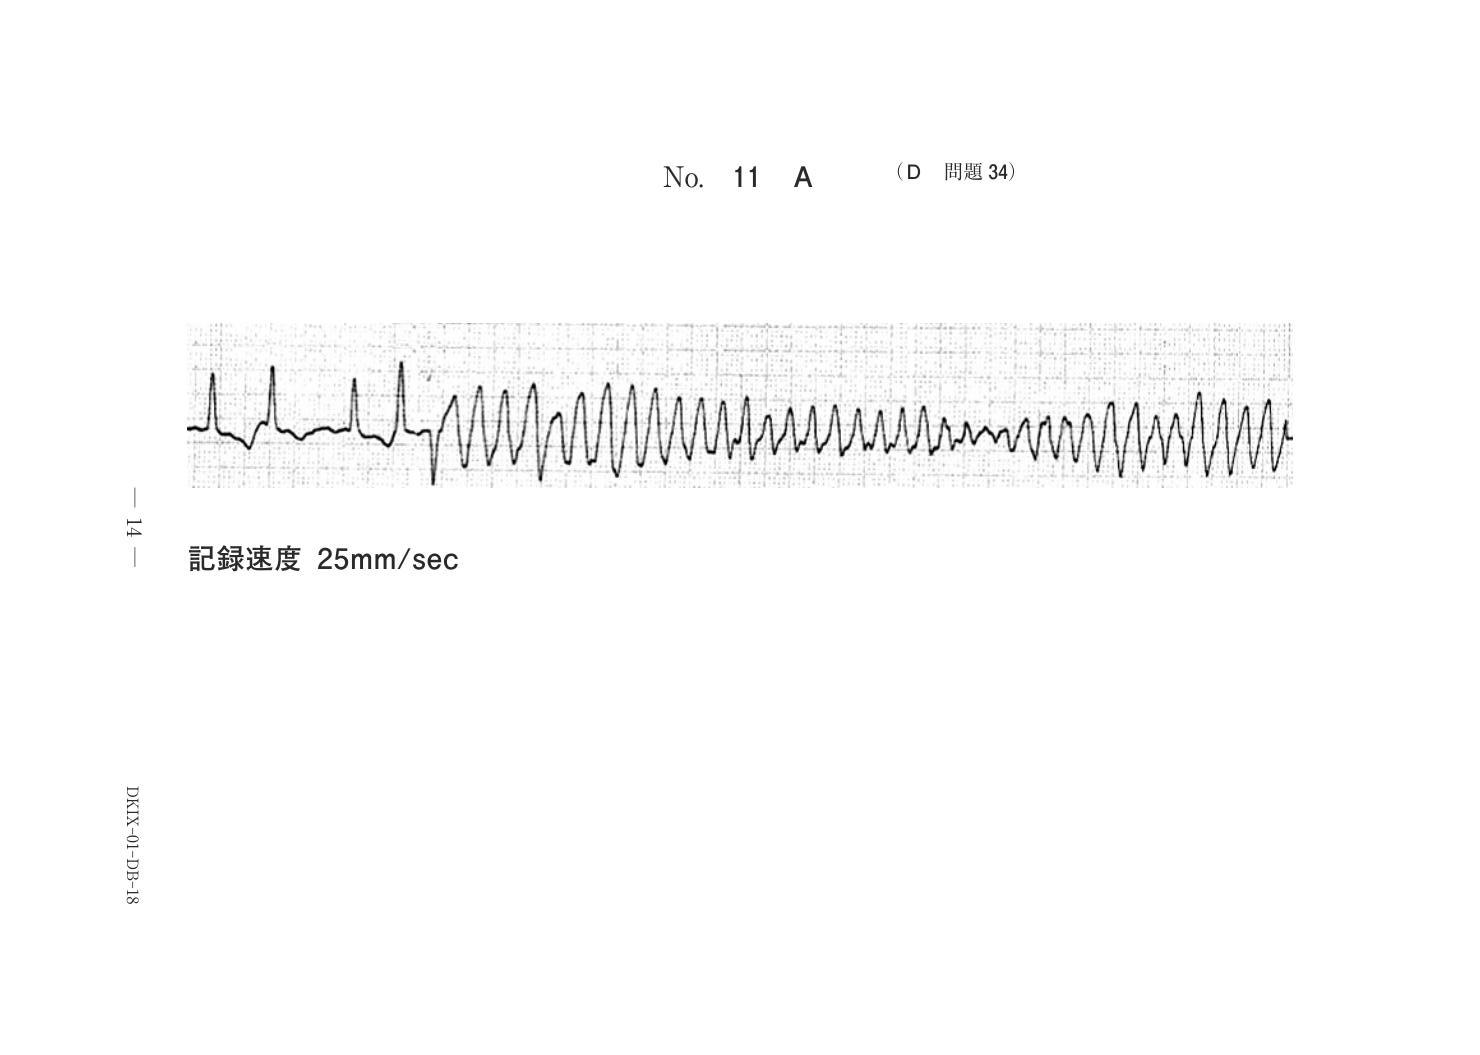 No. 11 A (D 問題 34)
記録速度 25mm/sec
— 14 —
DKIX-01-DB-18